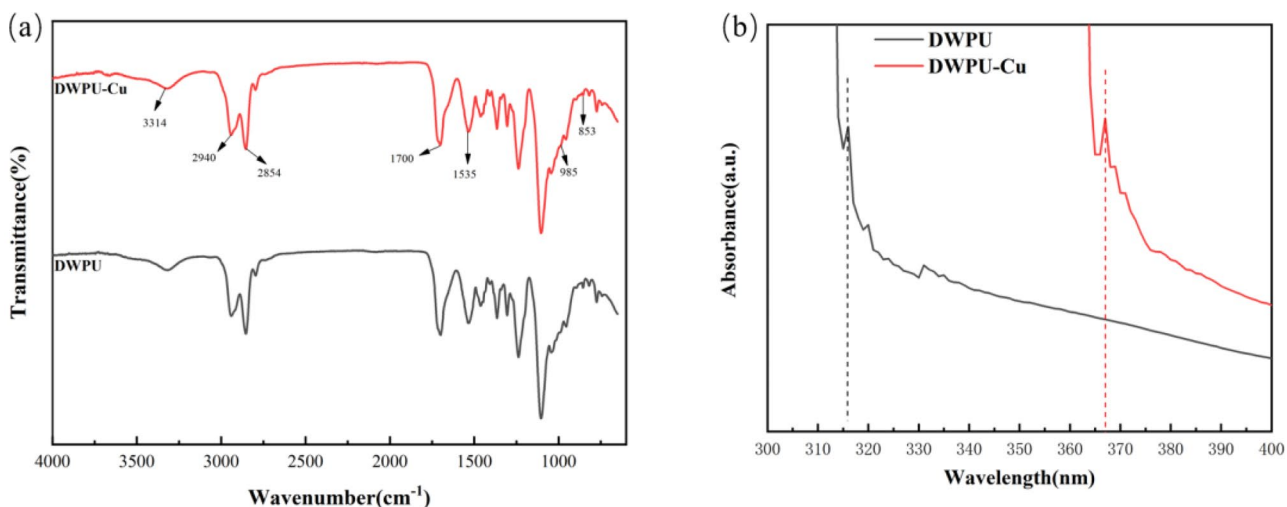 (a)
Transmittance(%)
DWPU-Cu
3314
2940
2854
1700
1535
985
853
DWPU
4000 3500 3000 2500 2000 1500 1000
Wavenumber(cm⁻¹)
(b)
DWPU
DWPU-Cu
Absorbance(a.u.)
300 310 320 330 340 350 360 370 380 390 400
Wavelength(nm)